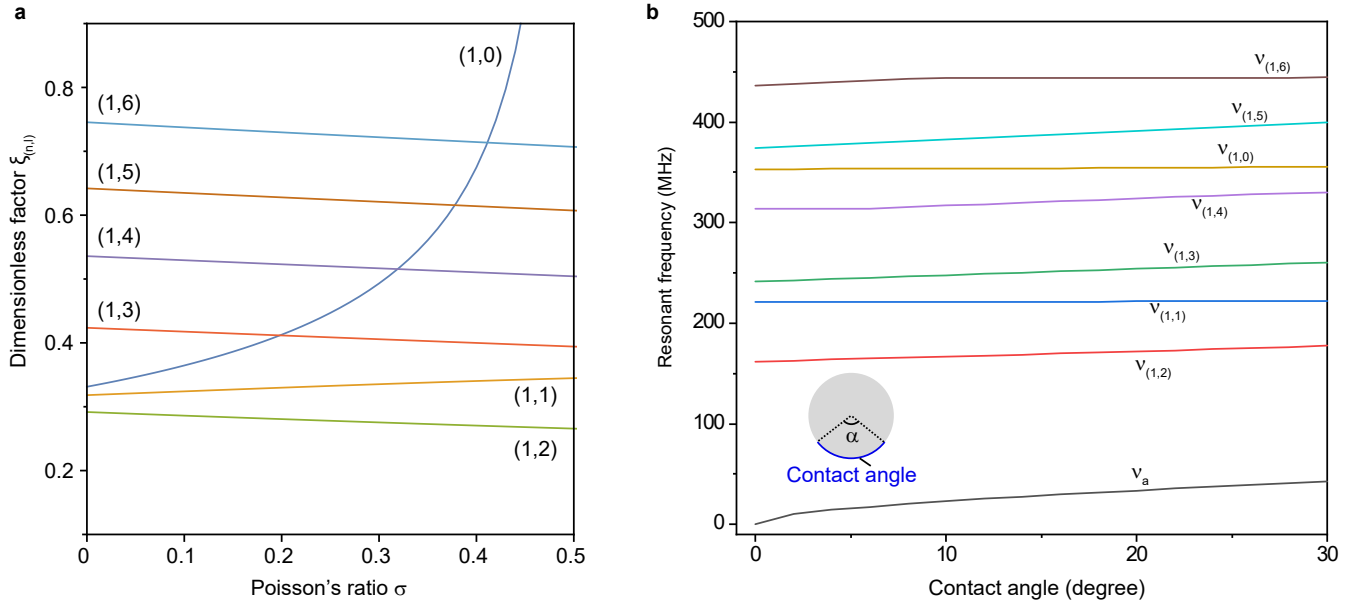 a
Dimensionless factor ξ(n,l)
0.8
0.6
0.4
0.2
(1,0)
(1,6)
(1,5)
(1,4)
(1,3)
(1,1)
(1,2)
0
0.1
0.2
0.3
0.4
0.5
Poisson's ratio σ
b
Resonant frequency (MHz)
500
400
300
200
100
0
ν(1,6)
ν(1,5)
ν(1,0)
ν(1,4)
ν(1,3)
ν(1,1)
ν(1,2)
α
Contact angle
νa
0
10
20
30
Contact angle (degree)